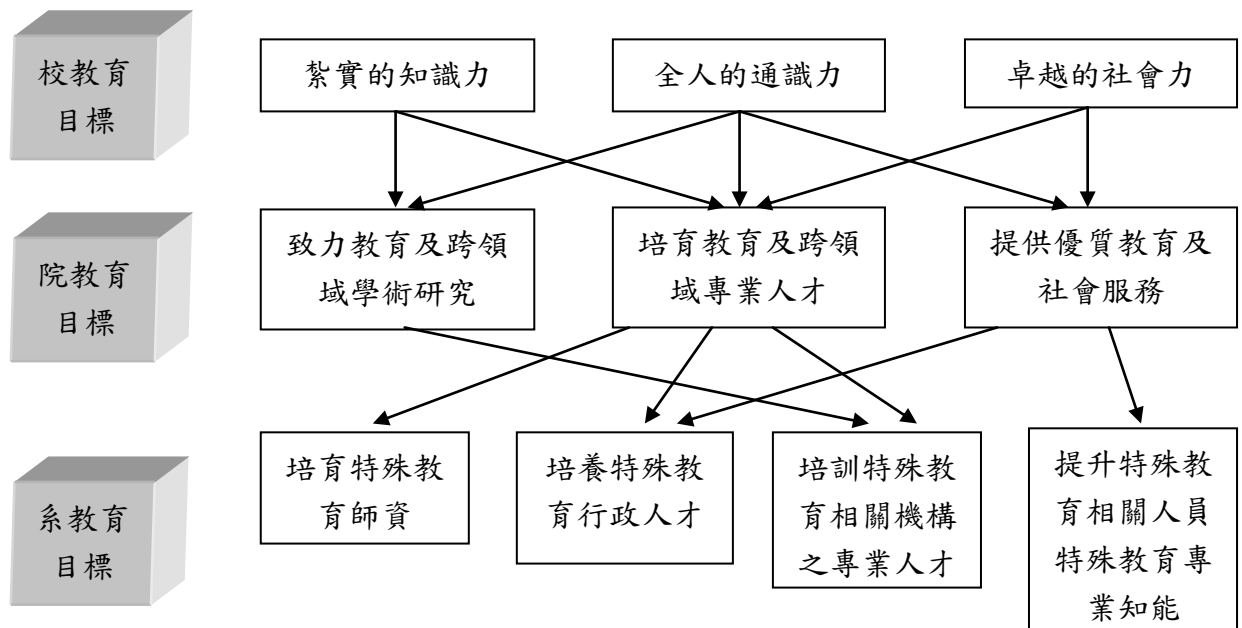 校教育
目標
紮實的知識力
全人的通識力
卓越的社會力
院教育
目標
致力教育及跨領
域學術研究
培育教育及跨領
域專業人才
提供優質教育及
社會服務
系教育
目標
培育特殊教
育師資
培養特殊教
育行政人才
培訓特殊教
育相關機構
之專業人才
提升特殊教
育相關人員
特殊教育專
業知能